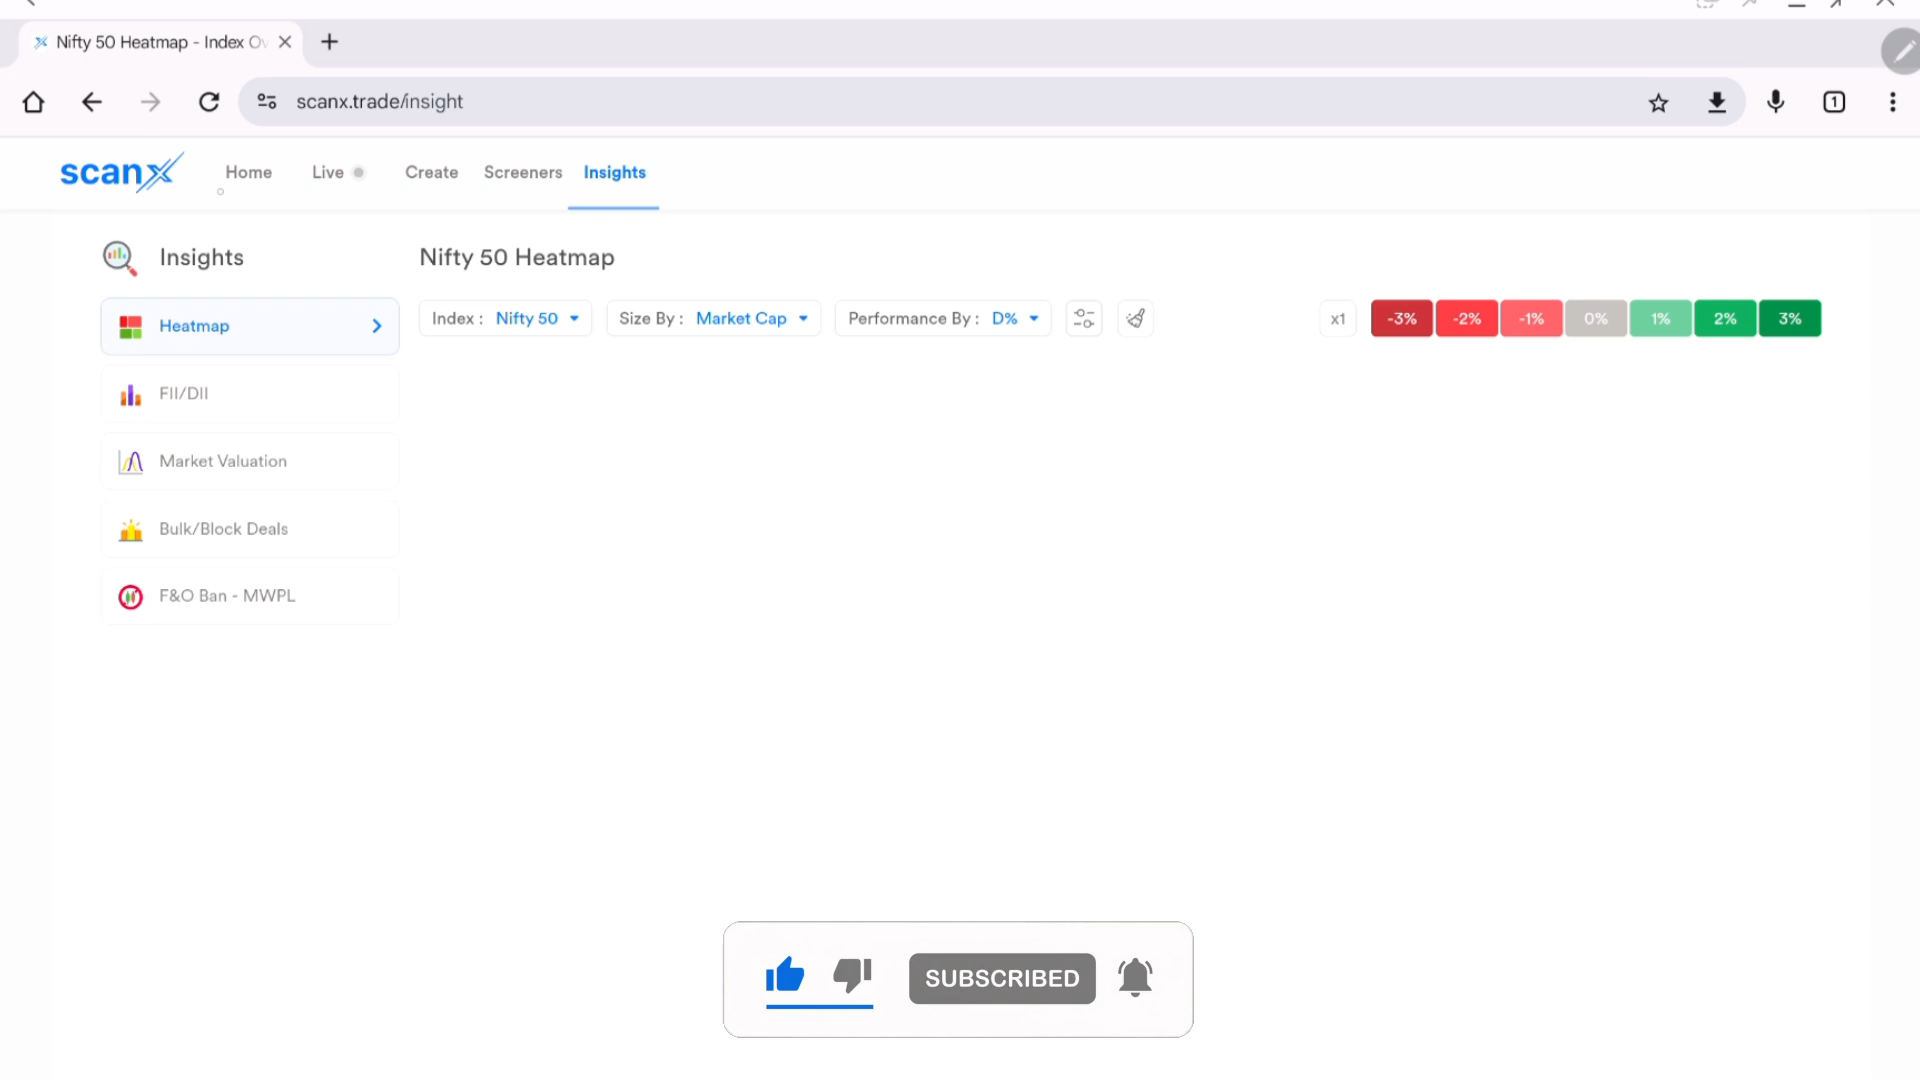 Nifty 50 Heatmap - Index Ov
scanx.trade/insight
1
scanx
Home
Live
Create
Screeners
Insights
Insights
Nifty 50 Heatmap
Heatmap
Index : Nifty 50
Size By : Market Cap
Performance By : D%
x1
-3%
-2%
-1%
0%
1%
2%
3%
FII/DII
Market Valuation
Bulk/Block Deals
F&O Ban - MWPL
SUBSCRIBED